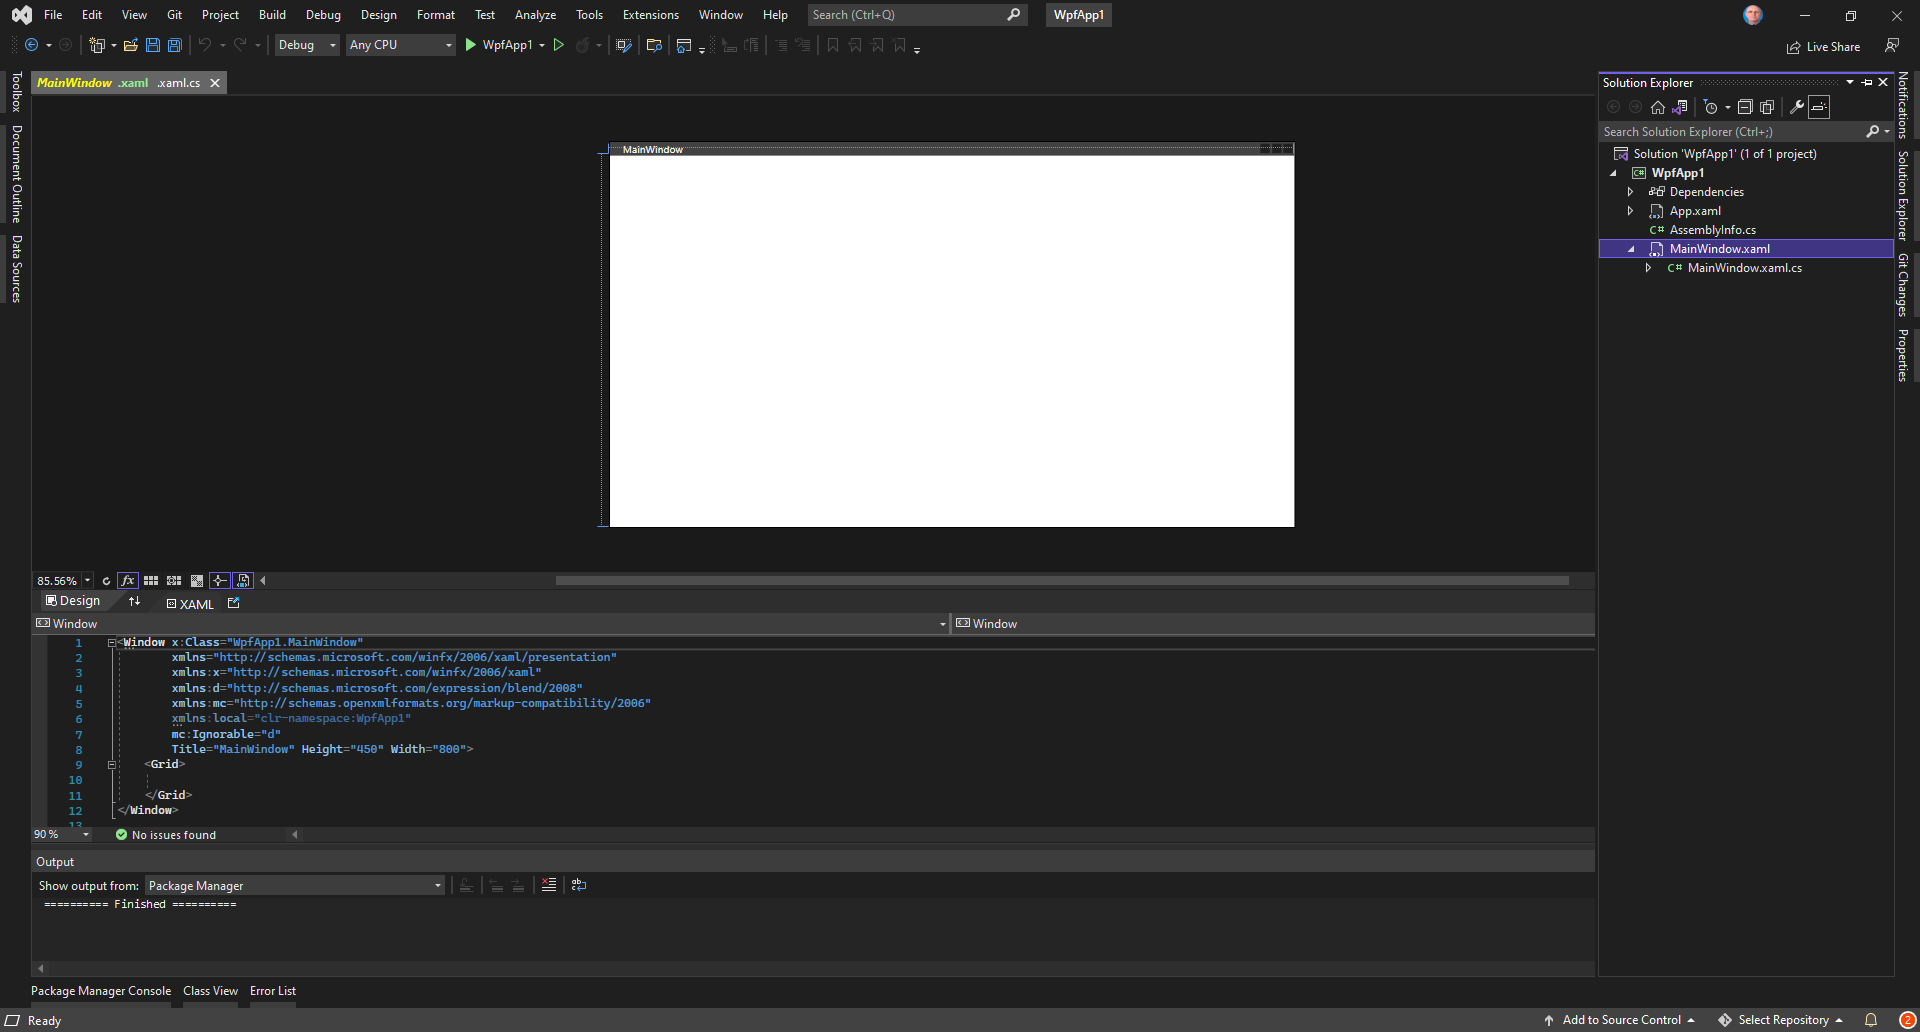 File Edit View Git Project Build Debug Design Format Test Analyze Tools Extensions Window Help Search (Ctrl+Q) WpfApp1
Debug Any CPU WpfApp1 Live Share
Toolbox
Document Outline
Data Sources
MainWindow .xaml .xaml.cs
MainWindow
85.56% fx
Design XAML
Window Window
1 <Window x:Class="WpfApp1.MainWindow"
2 xmlns="http://schemas.microsoft.com/winfx/2006/xaml/presentation"
3 xmlns:x="http://schemas.microsoft.com/winfx/2006/xaml"
4 xmlns:d="http://schemas.microsoft.com/expression/blend/2008"
5 xmlns:mc="http://schemas.openxmlformats.org/markup-compatibility/2006"
6 xmlns:local="clr-namespace:WpfApp1"
7 mc:Ignorable="d"
8 Title="MainWindow" Height="450" Width="800">
9 <Grid>
10
11 </Grid>
12 </Window>
13
90 % No issues found
Output
Show output from: Package Manager
========== Finished ==========
Package Manager Console Class View Error List
Solution Explorer
Search Solution Explorer (Ctrl+;)
Solution 'WpfApp1' (1 of 1 project)
C# WpfApp1
Dependencies
App.xaml
C# AssemblyInfo.cs
MainWindow.xaml
C# MainWindow.xaml.cs
Notifications
Solution Explorer
Git Changes
Properties
Ready Add to Source Control Select Repository 2